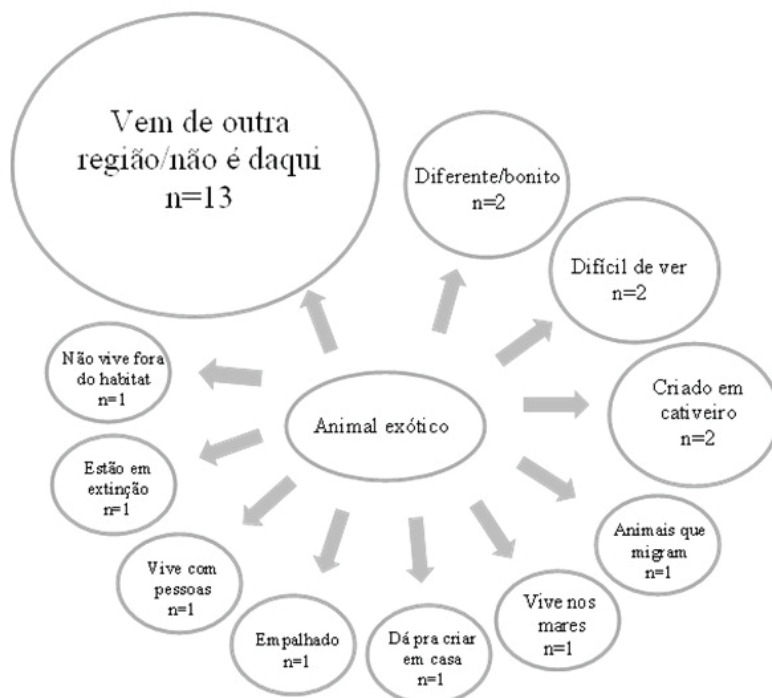 Vem de outra
região/não é daqui
n=13
Diferente/bonito
n=2
Difícil de ver
n=2
Criado em
cativeiro
n=2
Animais que
migram
n=1
Vive nos
mares
n=1
Dá pra criar
em casa
n=1
Empalhado
n=1
Vive com
pessoas
n=1
Estão em
extinção
n=1
Não vive fora
do habitat
n=1
Animal exótico